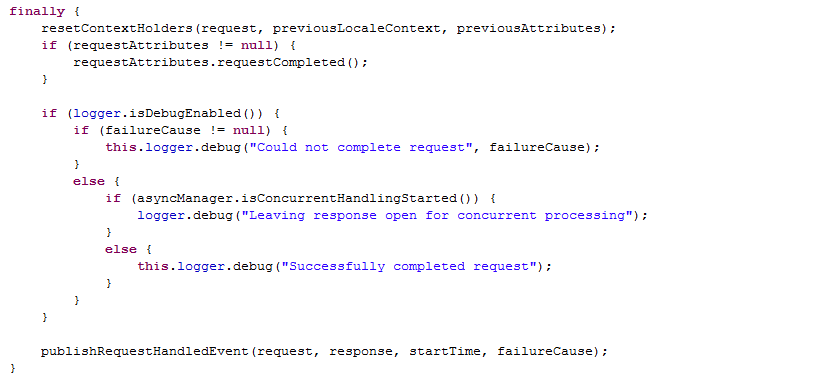 finally {
    resetContextHolders(request, previousLocaleContext, previousAttributes);
    if (requestAttributes != null) {
        requestAttributes.requestCompleted();
    }

    if (logger.isDebugEnabled()) {
        if (failureCause != null) {
            this.logger.debug("Could not complete request", failureCause);
        }
        else {
            if (asyncManager.isConcurrentHandlingStarted()) {
                logger.debug("Leaving response open for concurrent processing");
            }
            else {
                this.logger.debug("Successfully completed request");
            }
        }
    }

    publishRequestHandledEvent(request, response, startTime, failureCause);
}